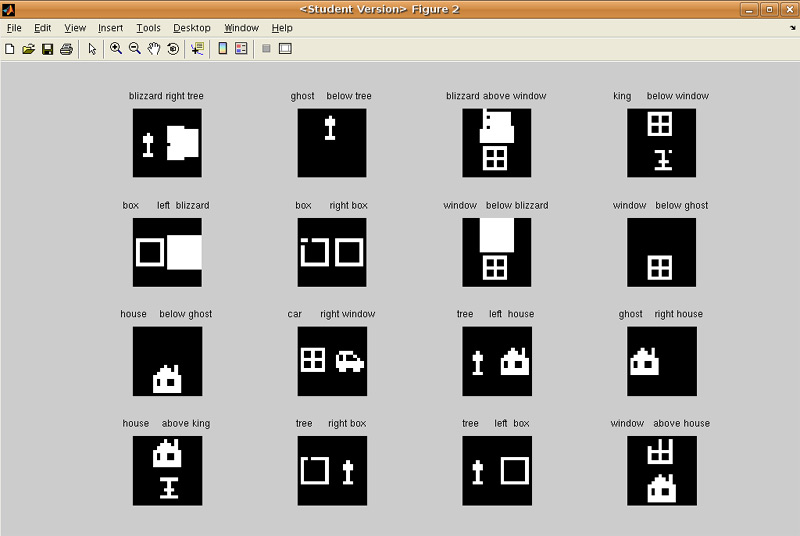 <Student Version> Figure 2
File Edit View Insert Tools Desktop Window Help
blizzard right tree
ghost below tree
blizzard above window
king below window
box left blizzard
box right box
window below blizzard
window below ghost
house below ghost
car right window
tree left house
ghost right house
house above king
tree right box
tree left box
window above house